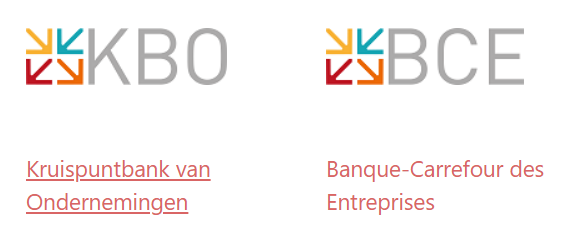 KBO
Kruispuntbank van
Ondernemingen
BCE
Banque-Carrefour des
Entreprises